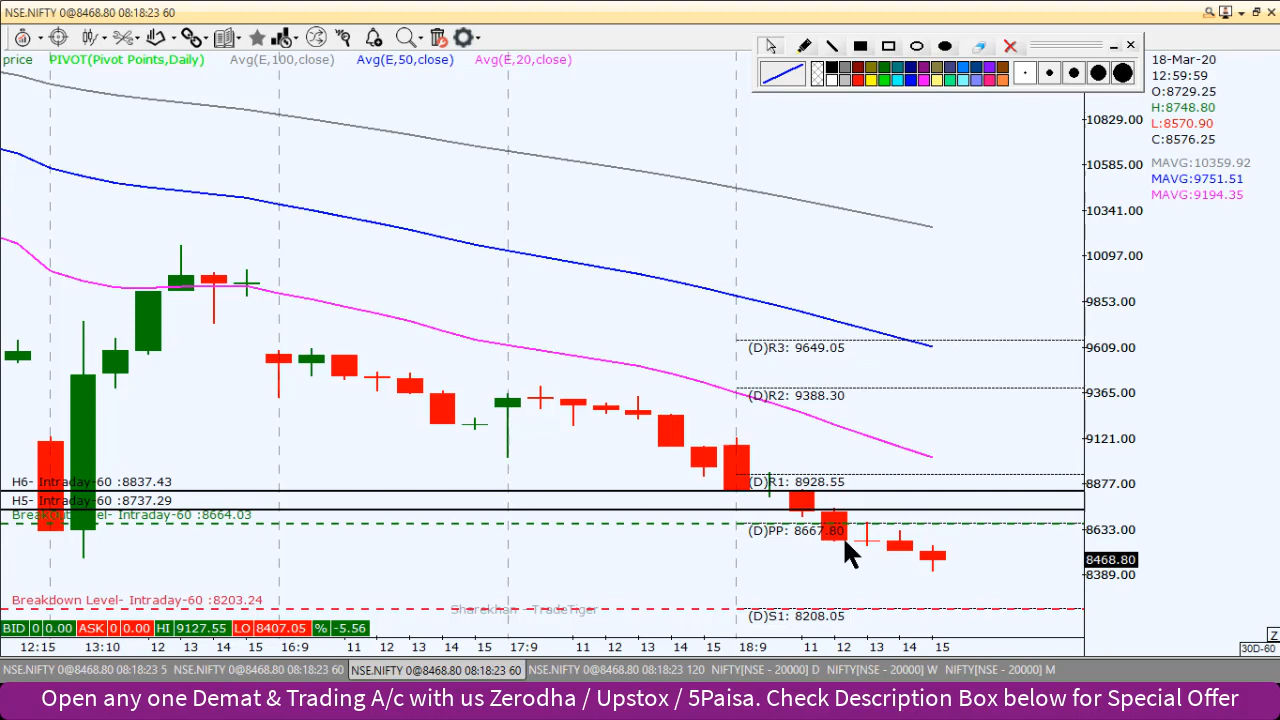 NSE.NIFTY 0@8468.80 08:18:23 60
price PIVOT(Pivot Points,Daily) Avg(E,100,close) Avg(E,50,close) Avg(E,20,close)
18-Mar-20
12:59:59
O:8729.25
H:8748.80
L:8570.90
C:8576.25
MAVG:10359.92
MAVG:9751.51
MAVG:9194.35
10829.00
10585.00
10341.00
10097.00
9853.00
9609.00
9365.00
9121.00
8877.00
8633.00
8468.80
8389.00
(D)R3: 9649.05
(D)R2: 9388.30
H6- Intraday-60 :8837.43
(D)R1: 8928.55
H5- Intraday-60 :8737.29
Level- Intraday-60 :8664.03
(D)PP: 8667.80
Breakdown Level- Intraday-60 :8203.24
Sharekhan - TradeTiger
(D)S1: 8208.05
BID 0 0.00 ASK 0 0.00 HI 9127.55 LO 8407.05 % -5.56
Z
12:15 13:10 14 15 16:9 11 12 13 14 15 17:9 11 12 13 14 15 18:9 11 12 13 14 15
30D-60
NSE.NIFTY 0@8468.80 08:18:23 5 NSE.NIFTY 0@8468.80 08:18:23 60 NSE.NIFTY 0@8468.80 08:18:23 60 NSE.NIFTY 0@8468.80 08:18:23 120 NIFTY[NSE - 20000] D NIFTY[NSE - 20000] W NIFTY[NSE - 20000] M
Open any one Demat & Trading A/c with us Zerodha / Upstox / 5Paisa. Check Description Box below for Special Offer